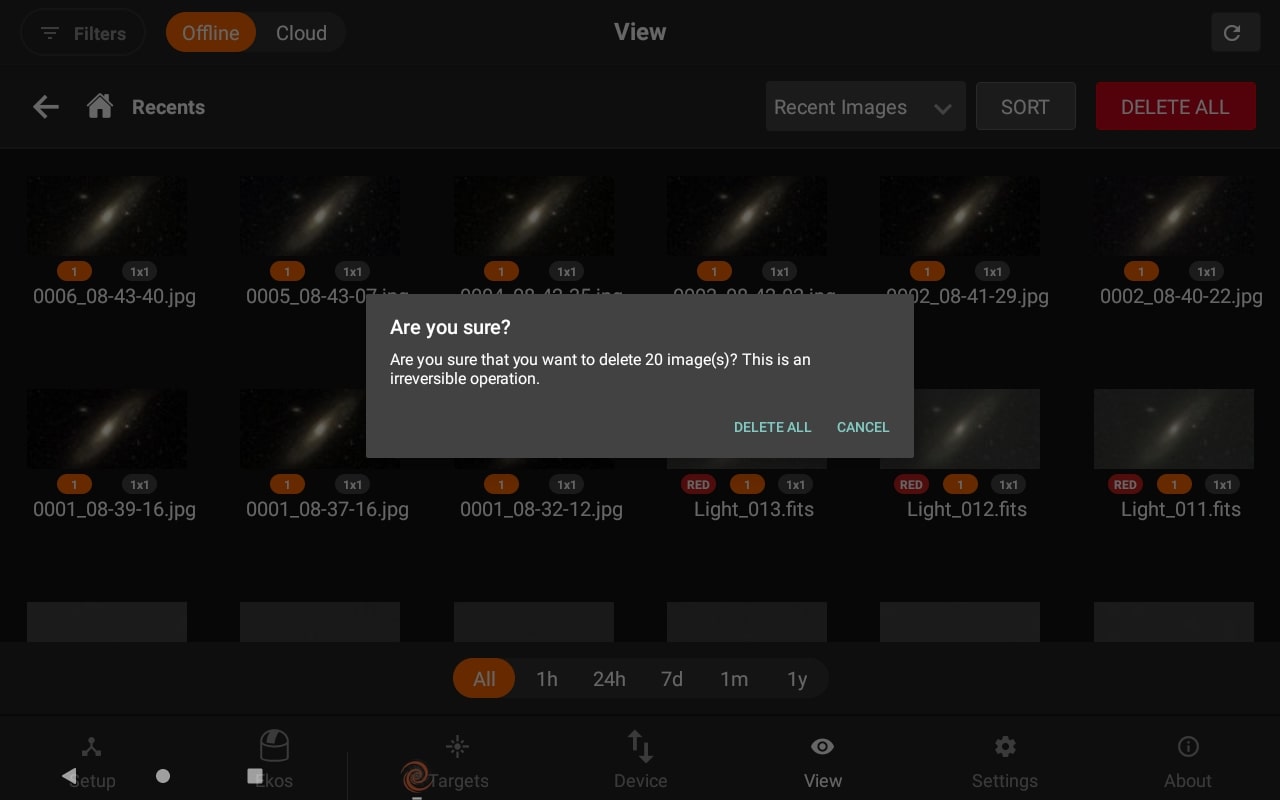 Filters
Offline
Cloud
View
Recents
Recent Images
SORT
DELETE ALL
1 1x1
1 1x1
1 1x1
1 1x1
1 1x1
1 1x1
0006_08-43-40.jpg
0005_08-43-07.jpg
0002_08-41-29.jpg
0002_08-40-22.jpg
Are you sure?
Are you sure that you want to delete 20 image(s)? This is an
irreversible operation.
DELETE ALL CANCEL
1 1x1
1 1x1
1 1x1
RED 1 1x1
RED 1 1x1
RED 1 1x1
0001_08-39-16.jpg
0001_08-37-16.jpg
0001_08-32-12.jpg
Light_013.fits
Light_012.fits
Light_011.fits
All 1h 24h 7d 1m 1y
Setup
Ekos
Targets
Device
View
Settings
About